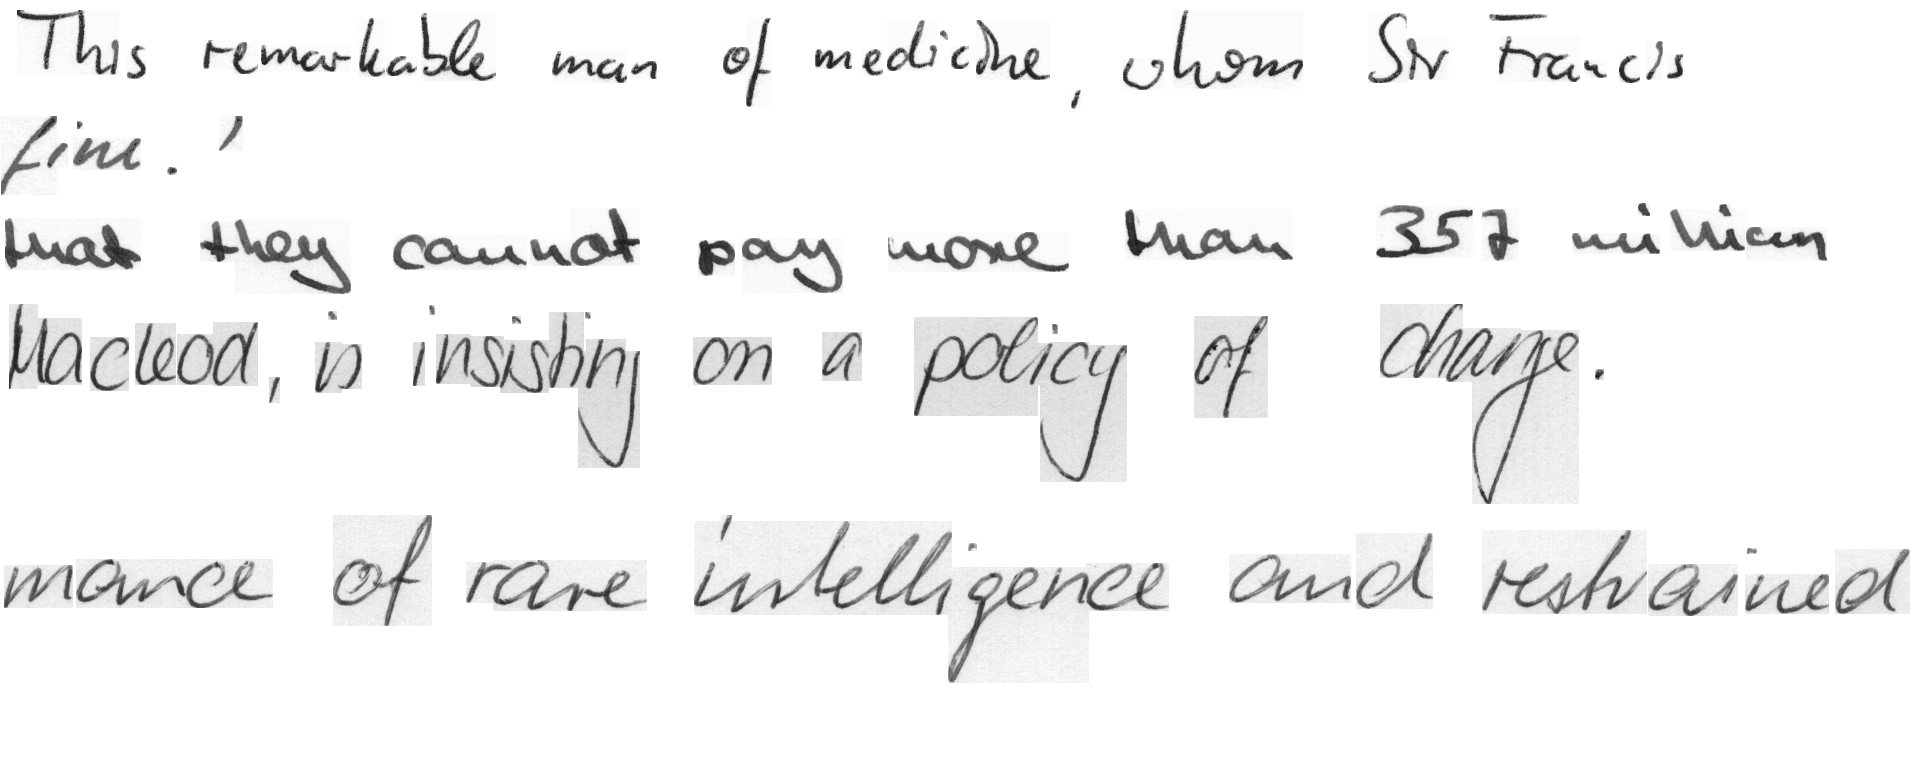 This remarkable man of medicine, whom Sir Francis
fine.'
that they cannot pay more than 357 million
Macleod, is insisting on a policy of change.
mance of rare intelligence and restrained